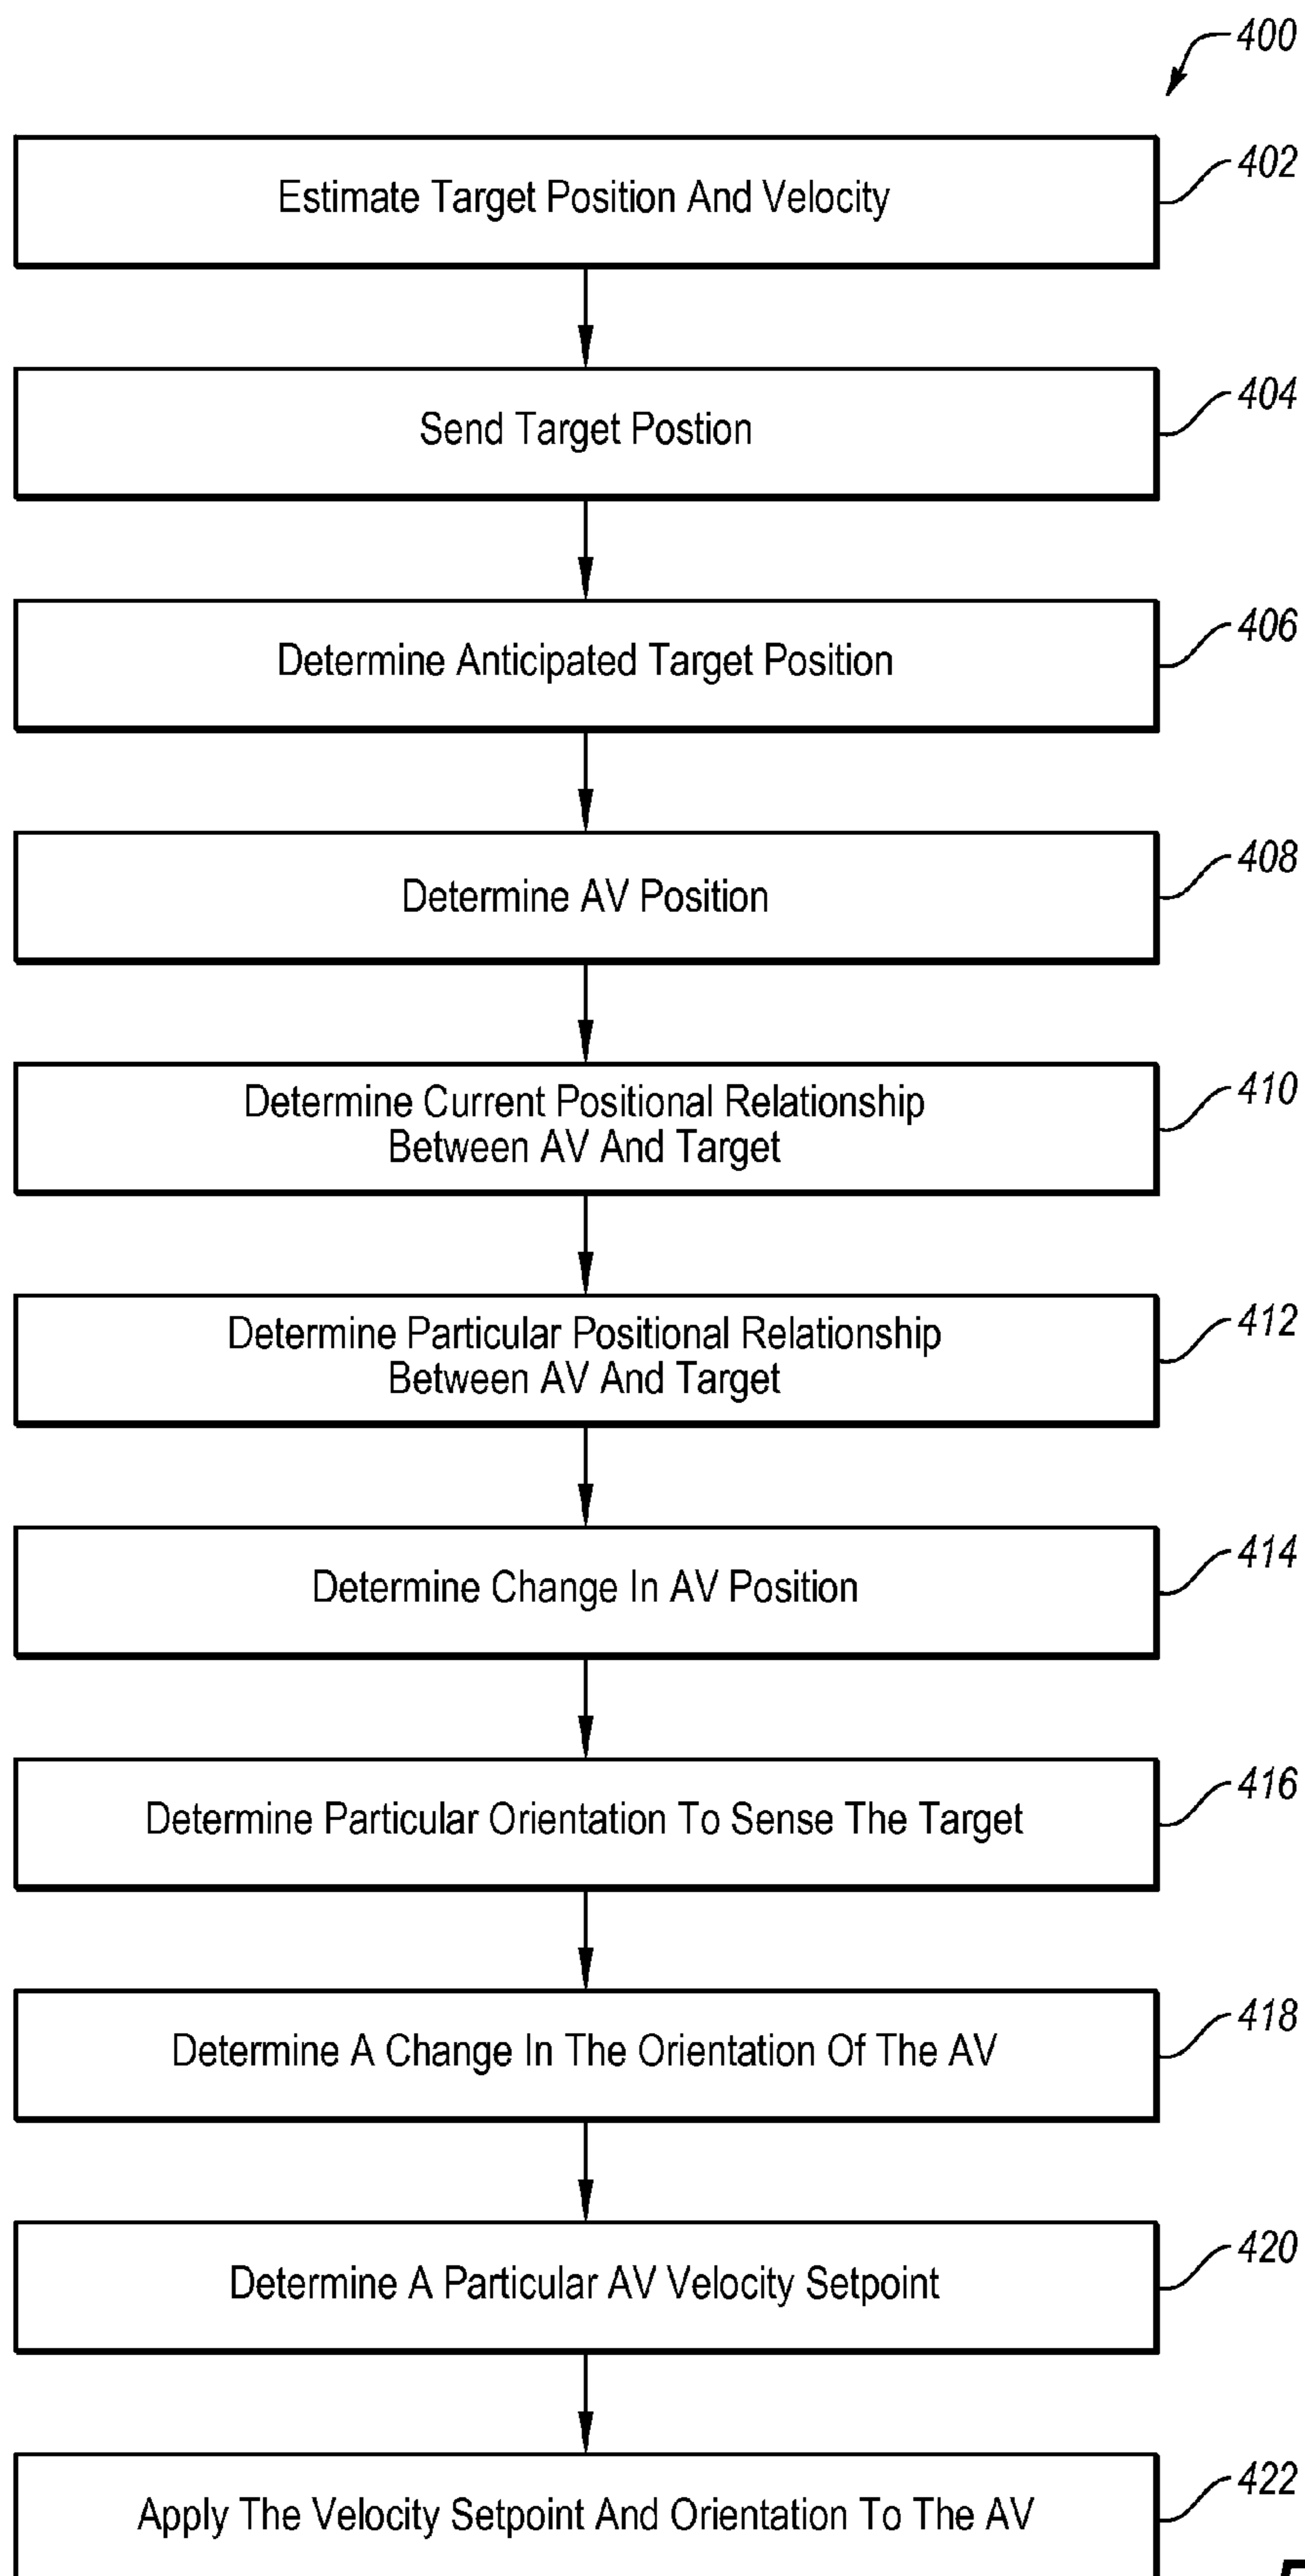 400
Estimate Target Position And Velocity
402
Send Target Postion
404
Determine Anticipated Target Position
406
Determine AV Position
408
Determine Current Positional Relationship
Between AV And Target
410
Determine Particular Positional Relationship
Between AV And Target
412
Determine Change In AV Position
414
Determine Particular Orientation To Sense The Target
416
Determine A Change In The Orientation Of The AV
418
Determine A Particular AV Velocity Setpoint
420
Apply The Velocity Setpoint And Orientation To The AV
422